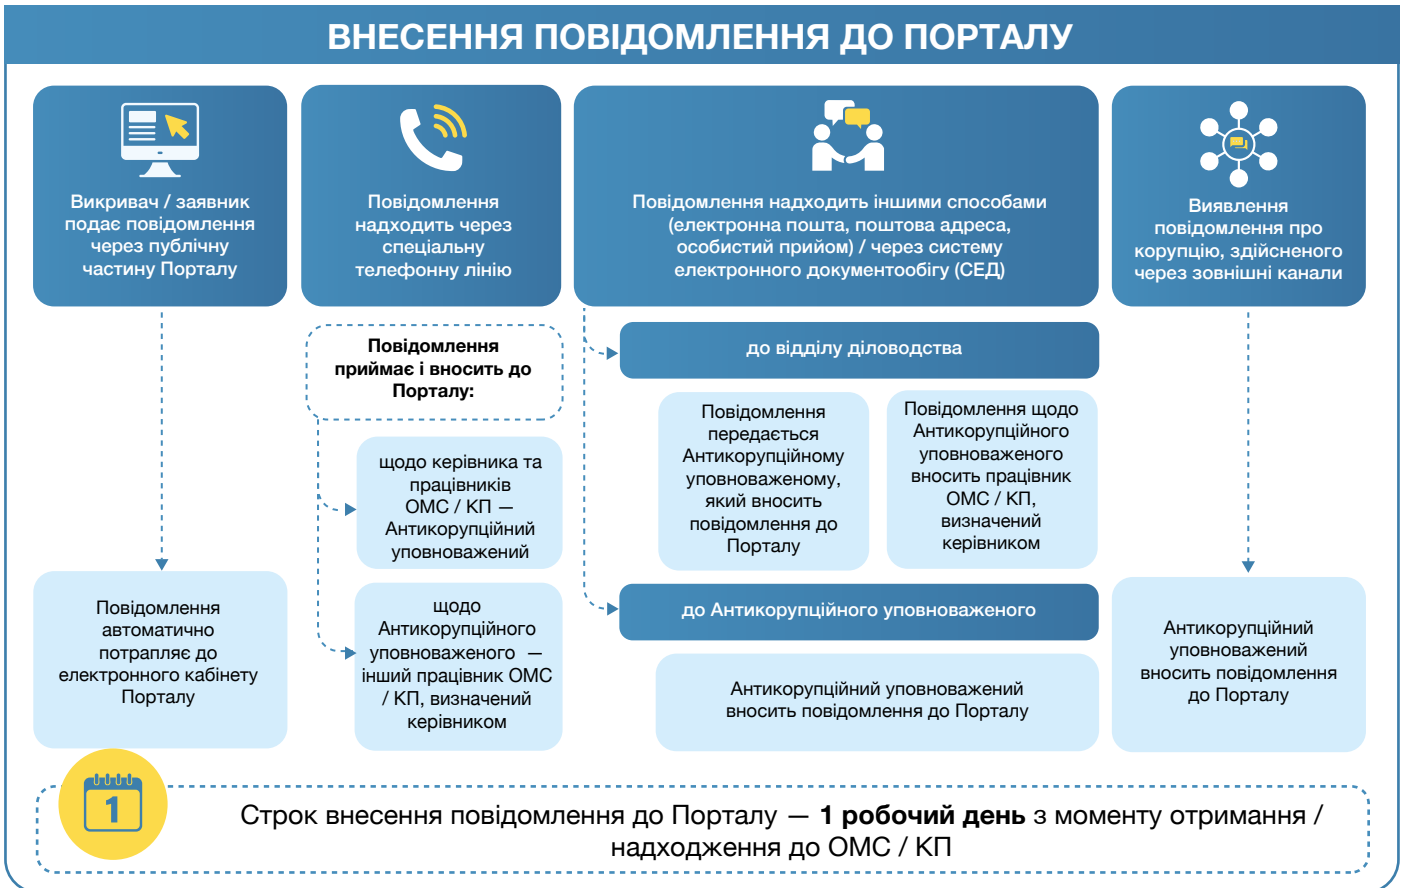 ВНЕСЕННЯ ПОВІДОМЛЕННЯ ДО ПОРТАЛУ
Викривач / заявник
подає повідомлення
через публічну
частину Порталу
Повідомлення
надходить через
спеціальну
телефонну лінію
Повідомлення надходить іншими способами
(електронна пошта, поштова адреса,
особистий прийом) / через систему
електронного документообігу (СЕД)
Виявлення
повідомлення про
корупцію, здійсненого
через зовнішні канали
Повідомлення
автоматично
потрапляє до
електронного кабінету
Порталу
Повідомлення
приймає і вносить до
Порталу:
щодо керівника та
працівників
ОМС / КП —
Антикорупційний
уповноважений
щодо
Антикорупційного
уповноваженого —
інший працівник ОМС
/ КП, визначений
керівником
до відділу діловодства
Повідомлення
передається
Антикорупційному
уповноваженому,
який вносить
повідомлення до
Порталу
Повідомлення щодо
Антикорупційного
уповноваженого
вносить працівник
ОМС / КП,
визначений
керівником
до Антикорупційного уповноваженого
Антикорупційний уповноважений
вносить повідомлення до Порталу
Антикорупційний
уповноважений
вносить повідомлення
до Порталу
1
Строк внесення повідомлення до Порталу — 1 робочий день з моменту отримання /
надходження до ОМС / КП